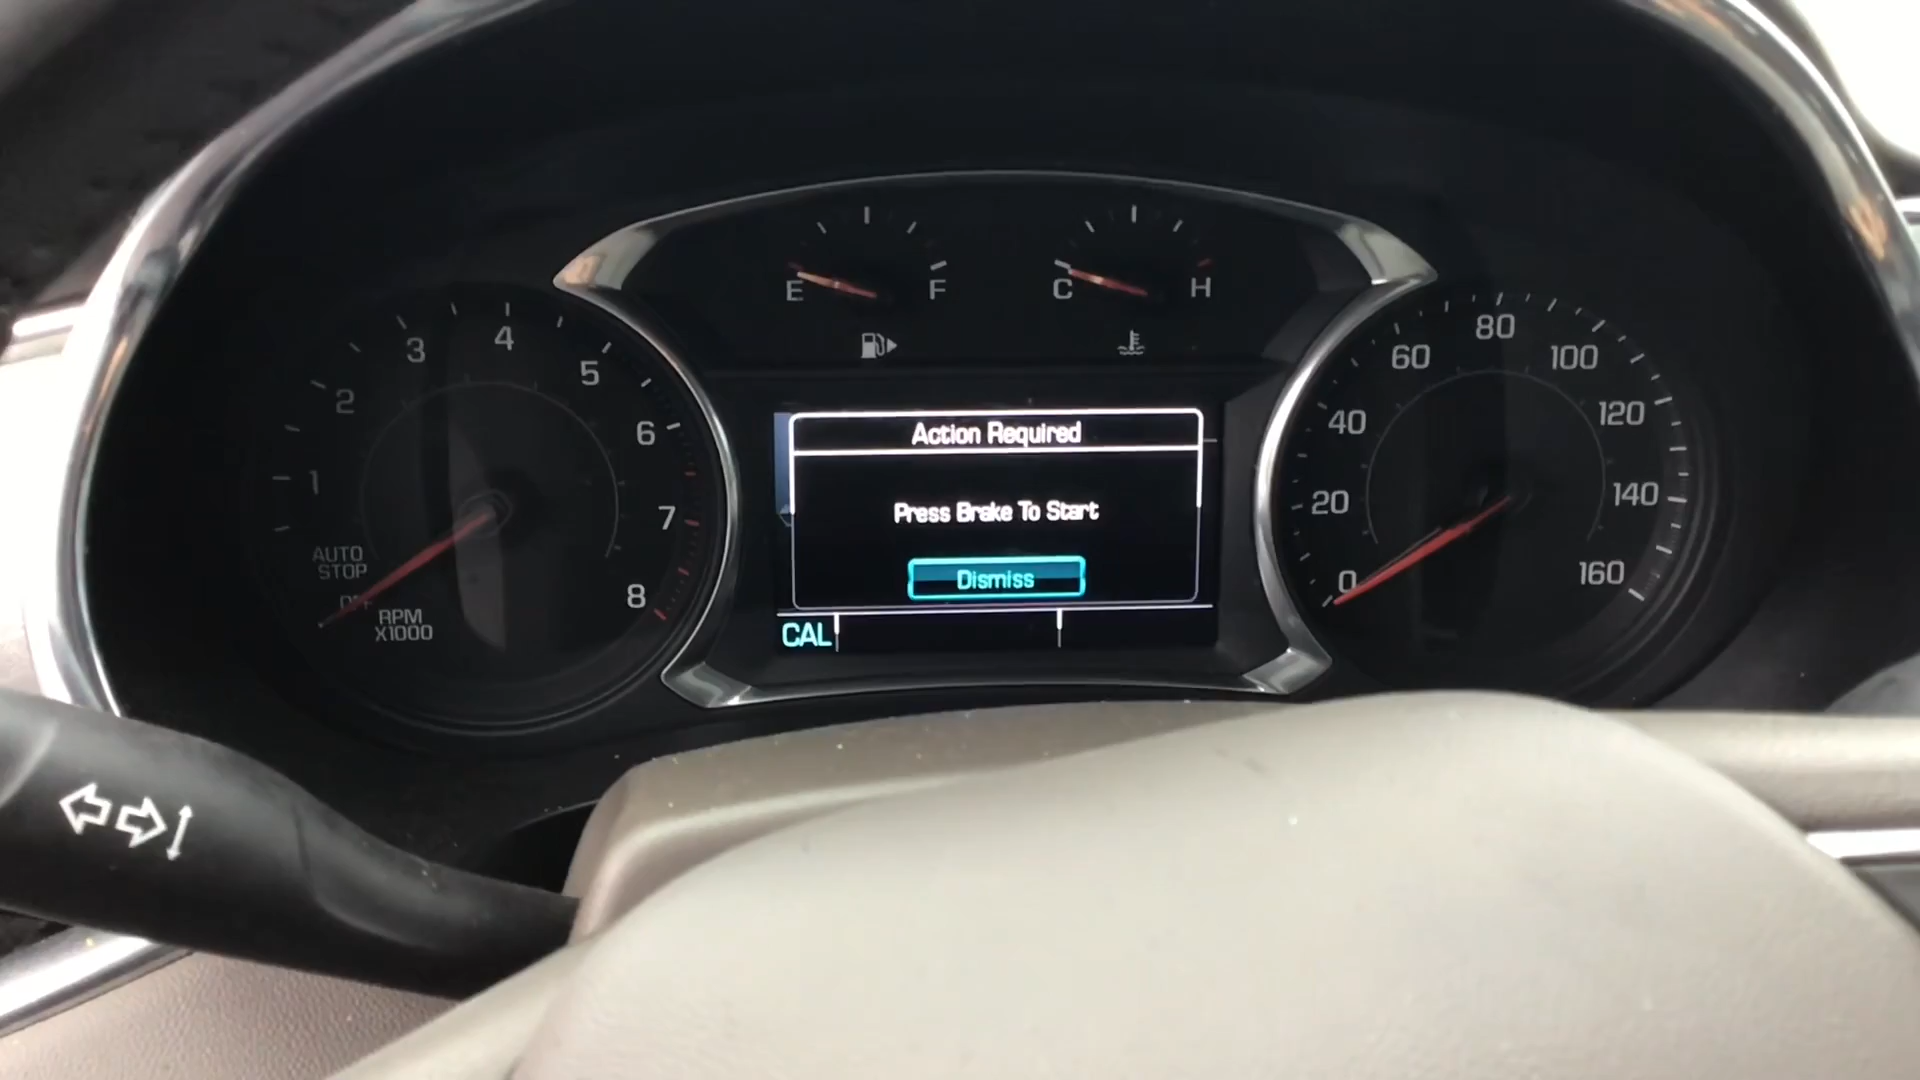 E
F
C
H
1
2
3
4
5
6
7
8
AUTO
STOP
OFF
RPM
X1000
Action Required
Press Brake To Start
Dismiss
CAL
0
20
40
60
80
100
120
140
160